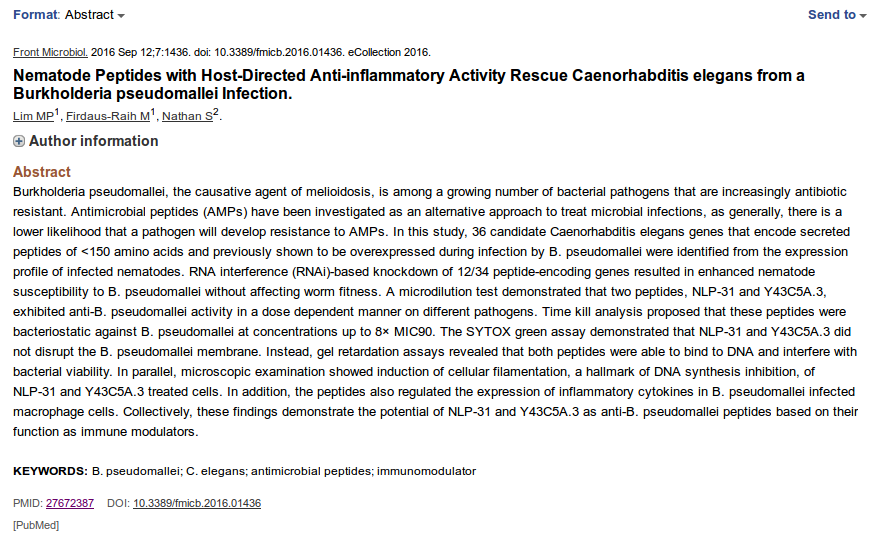 Format: Abstract
Send to
Front Microbiol. 2016 Sep 12;7:1436. doi: 10.3389/fmicb.2016.01436. eCollection 2016.
Nematode Peptides with Host-Directed Anti-inflammatory Activity Rescue Caenorhabditis elegans from a
Burkholderia pseudomallei Infection.
Lim MP1, Firdaus-Raih M1, Nathan S2.
Author information
Abstract
Burkholderia pseudomallei, the causative agent of melioidosis, is among a growing number of bacterial pathogens that are increasingly antibiotic
resistant. Antimicrobial peptides (AMPs) have been investigated as an alternative approach to treat microbial infections, as generally, there is a
lower likelihood that a pathogen will develop resistance to AMPs. In this study, 36 candidate Caenorhabditis elegans genes that encode secreted
peptides of <150 amino acids and previously shown to be overexpressed during infection by B. pseudomallei were identified from the expression
profile of infected nematodes. RNA interference (RNAi)-based knockdown of 12/34 peptide-encoding genes resulted in enhanced nematode
susceptibility to B. pseudomallei without affecting worm fitness. A microdilution test demonstrated that two peptides, NLP-31 and Y43C5A.3,
exhibited anti-B. pseudomallei activity in a dose dependent manner on different pathogens. Time kill analysis proposed that these peptides were
bacteriostatic against B. pseudomallei at concentrations up to 8× MIC90. The SYTOX green assay demonstrated that NLP-31 and Y43C5A.3 did
not disrupt the B. pseudomallei membrane. Instead, gel retardation assays revealed that both peptides were able to bind to DNA and interfere with
bacterial viability. In parallel, microscopic examination showed induction of cellular filamentation, a hallmark of DNA synthesis inhibition, of
NLP-31 and Y43C5A.3 treated cells. In addition, the peptides also regulated the expression of inflammatory cytokines in B. pseudomallei infected
macrophage cells. Collectively, these findings demonstrate the potential of NLP-31 and Y43C5A.3 as anti-B. pseudomallei peptides based on their
function as immune modulators.
KEYWORDS: B. pseudomallei; C. elegans; antimicrobial peptides; immunomodulator
PMID: 27672387 DOI: 10.3389/fmicb.2016.01436
[PubMed]